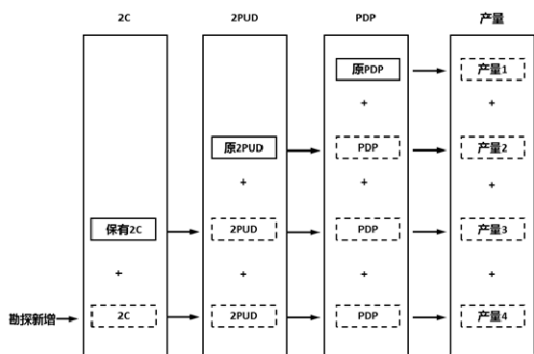 2C 2PUD PDP 产量
原PDP 产量1
+ +
原2PUD PDP 产量2
+ + +
保有2C 2PUD PDP 产量3
+ + + +
勘探新增 2C 2PUD PDP 产量4